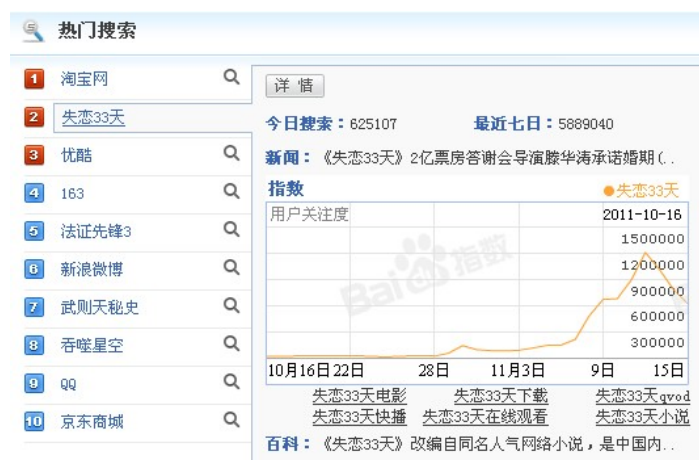 热门搜索
1 淘宝网
2 失恋33天
3 优酷
4 163
5 法证先锋3
6 新浪微博
7 武则天秘史
8 吞噬星空
9 QQ
10 京东商城
详 情
今日搜索：625107 最近七日：5889040
新闻：《失恋33天》2亿票房答谢会导演滕华涛承诺婚期(..
指数 失恋33天
用户关注度 2011-10-16
1500000
1200000
900000
600000
300000
Bai 指数
10月16日 22日 28日 11月3日 9日 15日
失恋33天电影 失恋33天下载 失恋33天qvod
失恋33天快播 失恋33天在线观看 失恋33天小说
百科：《失恋33天》改编自同名人气网络小说，是中国内..